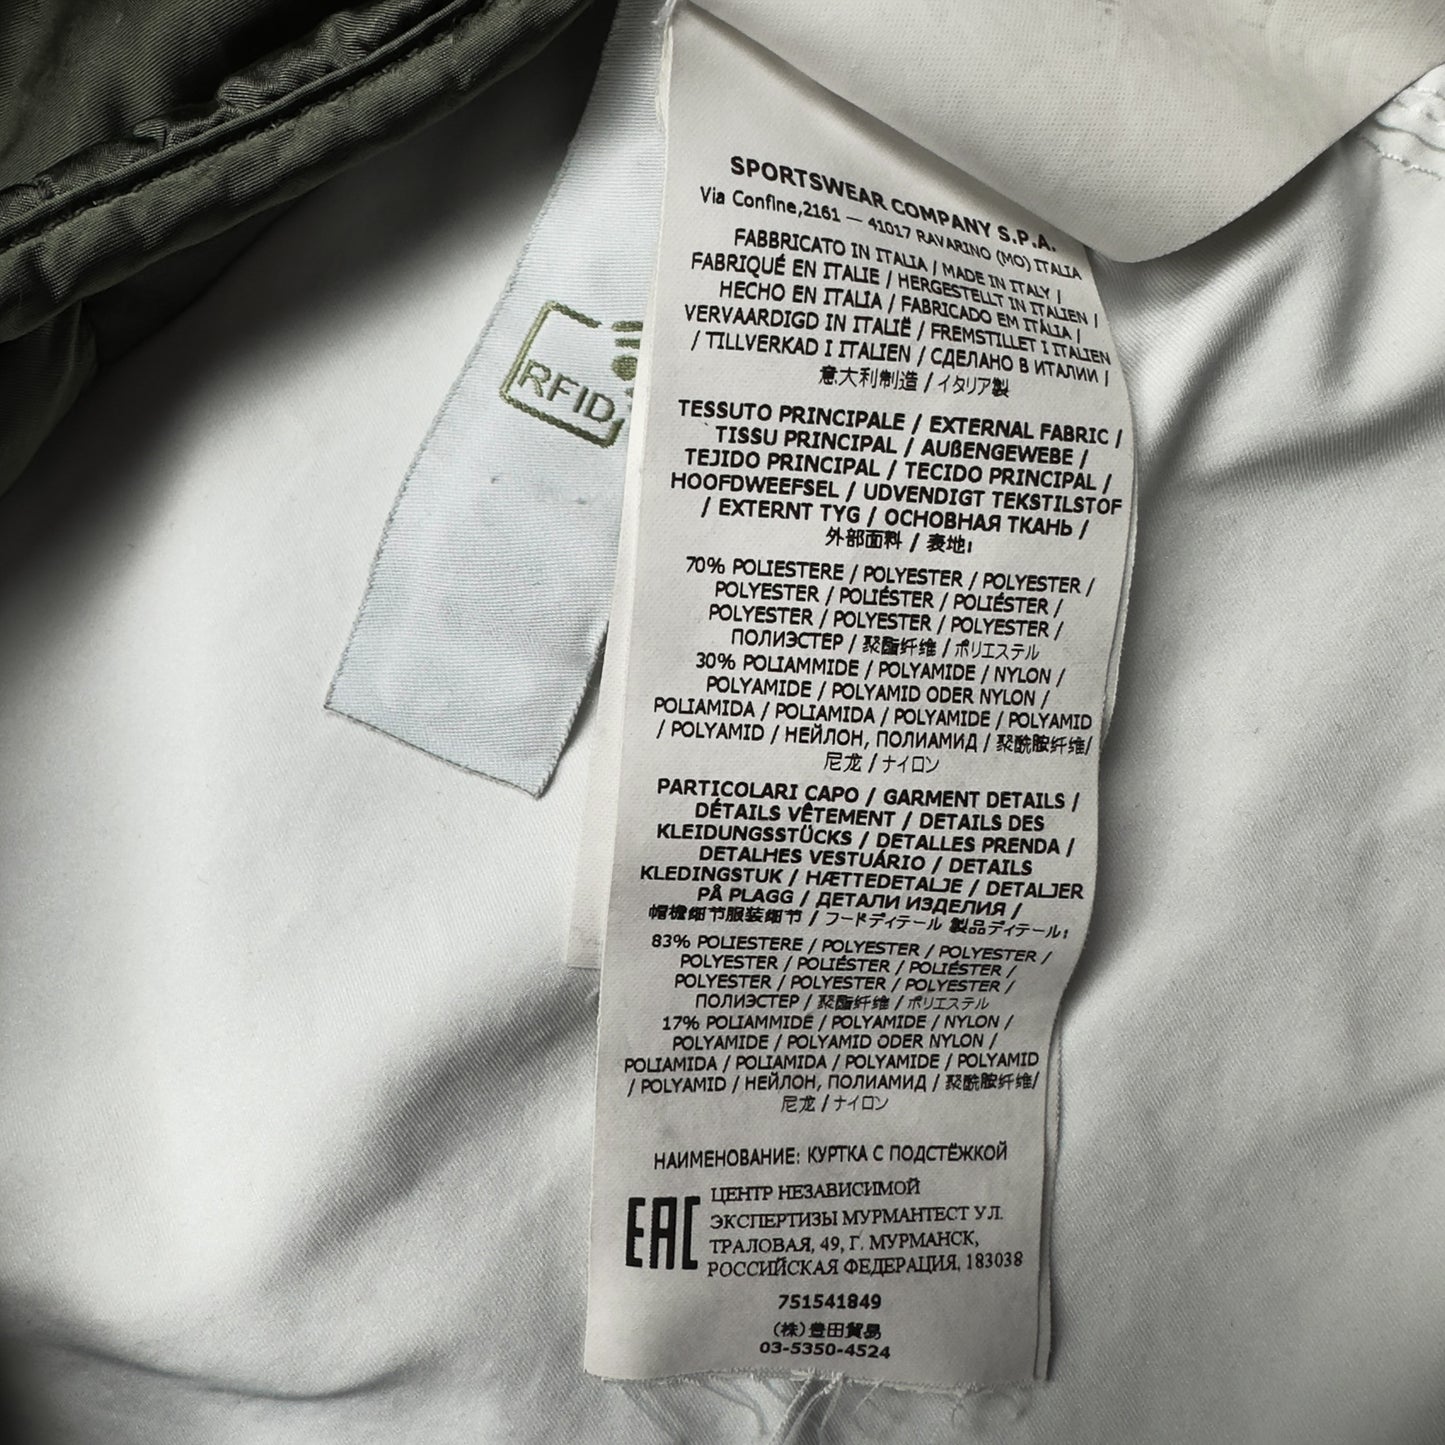 RFID
SPORTSWEAR COMPANY S.P.A.
Via Confine,2161 — 41017 RAVARINO (MO) ITALIA
FABBRICATO IN ITALIA / MADE IN ITALY /
FABRIQUÉ EN ITALIE / HERGESTELLT IN ITALIEN /
HECHO EN ITALIA / FABRICADO EM ITÁLIA /
VERVAARDIGD IN ITALIË / FREMSTILLET I ITALIEN
/ TILLVERKAD I ITALIEN / СДЕЛАНО В ИТАЛИИ /
意大利制造 / イタリア製
TESSUTO PRINCIPALE / EXTERNAL FABRIC /
TISSU PRINCIPAL / AUßENGEWEBE /
TEJIDO PRINCIPAL / TECIDO PRINCIPAL /
HOOFDWEEFSEL / UDVENDIGT TEKSTILSTOF
/ EXTERNT TYG / ОСНОВНАЯ ТКАНЬ /
外部面料 / 表地:
70% POLIESTERE / POLYESTER / POLYESTER /
POLYESTER / POLIÉSTER / POLIÉSTER /
POLYESTER / POLYESTER / POLYESTER /
ПОЛИЭСТЕР / 聚酯纤维 / ポリエステル
30% POLIAMMIDE / POLYAMIDE / NYLON /
POLYAMIDE / POLYAMID ODER NYLON /
POLIAMIDA / POLIAMIDA / POLYAMIDE / POLYAMID
/ POLYAMID / НЕЙЛОН, ПОЛИАМИД / 聚酰胺纤维/
尼龙 / ナイロン
PARTICOLARI CAPO / GARMENT DETAILS /
DÉTAILS VÊTEMENT / DETAILS DES
KLEIDUNGSSTÜCKS / DETALLES PRENDA /
DETALHES VESTUÁRIO / DETAILS
KLEDINGSTUK / HÆTTEDETALJE / DETALJER
PÅ PLAGG / ДЕТАЛИ ИЗДЕЛИЯ /
帽檐细节服装细节 / フードディテール 製品ディテール:
83% POLIESTERE / POLYESTER / POLYESTER /
POLYESTER / POLIÉSTER / POLIÉSTER /
POLYESTER / POLYESTER / POLYESTER /
ПОЛИЭСТЕР / 聚酯纤维 / ポリエステル
17% POLIAMMIDE / POLYAMIDE / NYLON /
POLYAMIDE / POLYAMID ODER NYLON /
POLIAMIDA / POLIAMIDA / POLYAMIDE / POLYAMID
/ POLYAMID / НЕЙЛОН, ПОЛИАМИД / 聚酰胺纤维/
尼龙 / ナイロン
НАИМЕНОВАНИЕ: КУРТКА С ПОДСТЁЖКОЙ
EAC
ЦЕНТР НЕЗАВИСИМОЙ
ЭКСПЕРТИЗЫ МУРМАНТЕСТ УЛ.
ТРАЛОВАЯ, 49, Г. МУРМАНСК,
РОССИЙСКАЯ ФЕДЕРАЦИЯ, 183038
751541849
(株)豊田貿易
03-5350-4524